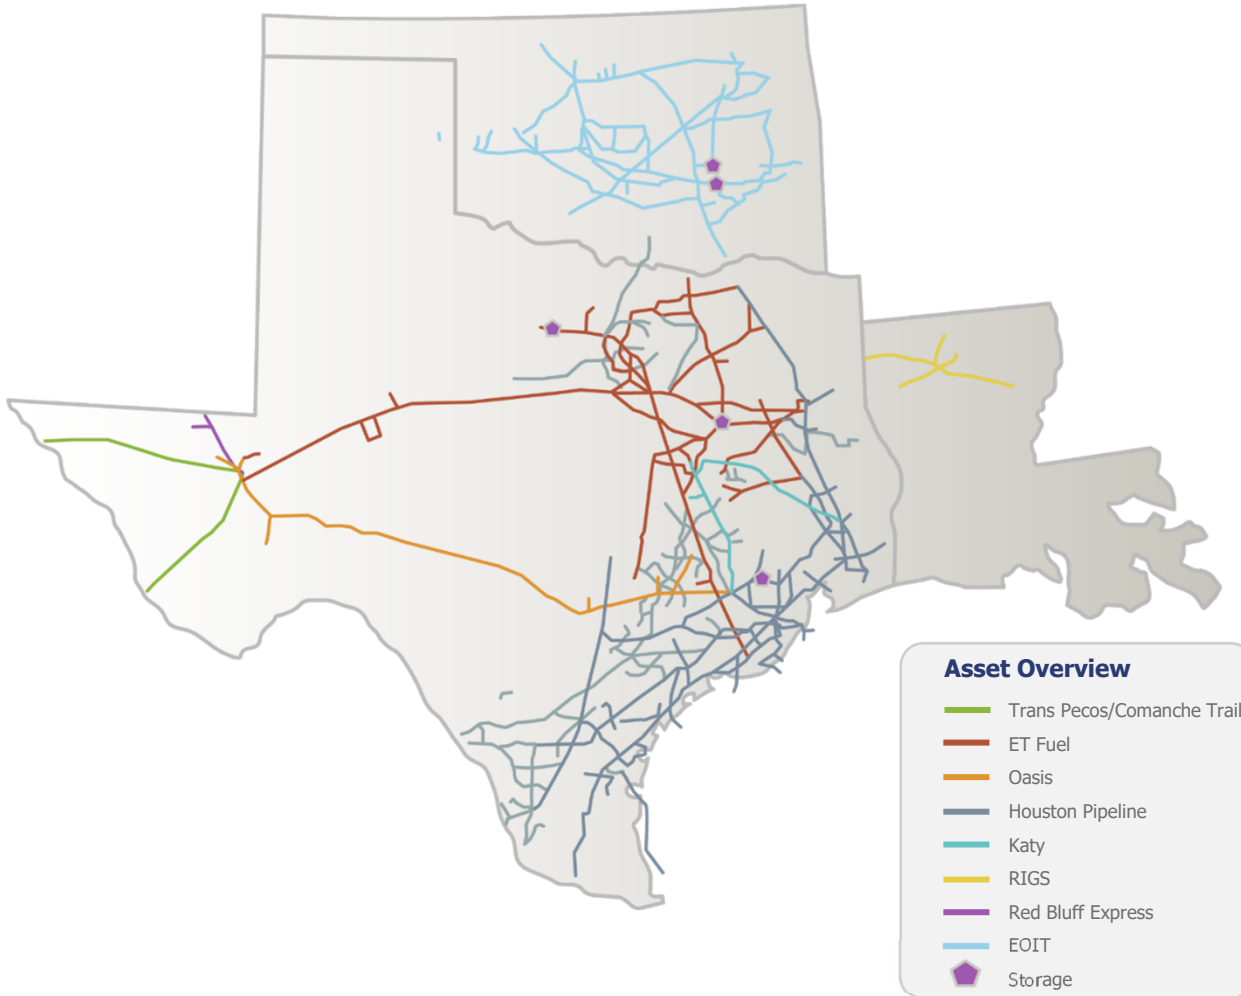 Asset Overview
Trans Pecos/Comanche Trail
ET Fuel
Oasis
Houston Pipeline
Katy
RIGS
Red Bluff Express
EOIT
Storage